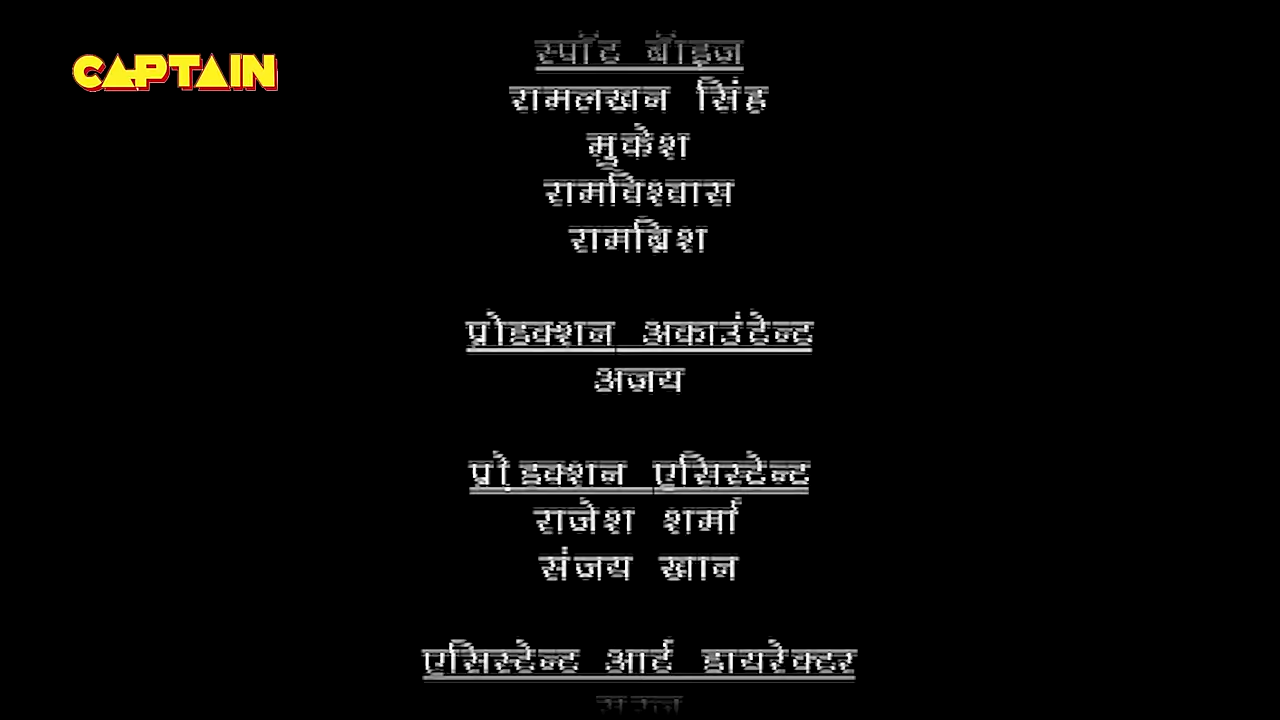 CAPTAIN
स्पॉट बॉइज
रामलखन सिंह
मुकेश
रामविश्वास
रामब्रिश
प्रोडक्शन अकाउंटेन्ट
अजय
प्रोडक्शन एसिस्टेन्ट
राजेश शर्मा
संजय खान
एसिस्टेन्ट आर्ट डायरेक्टर